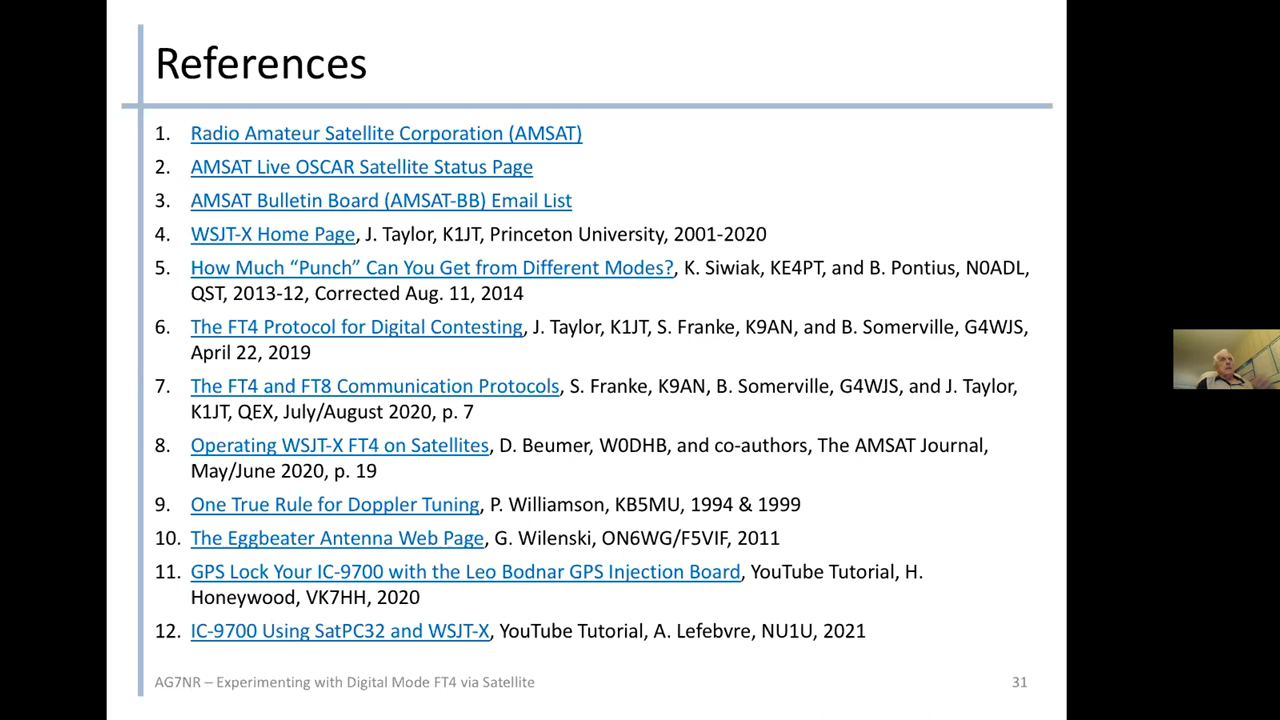 References
1. Radio Amateur Satellite Corporation (AMSAT)
2. AMSAT Live OSCAR Satellite Status Page
3. AMSAT Bulletin Board (AMSAT-BB) Email List
4. WSJT-X Home Page, J. Taylor, K1JT, Princeton University, 2001-2020
5. How Much “Punch” Can You Get from Different Modes?, K. Siwiak, KE4PT, and B. Pontius, N0ADL,
QST, 2013-12, Corrected Aug. 11, 2014
6. The FT4 Protocol for Digital Contesting, J. Taylor, K1JT, S. Franke, K9AN, and B. Somerville, G4WJS,
April 22, 2019
7. The FT4 and FT8 Communication Protocols, S. Franke, K9AN, B. Somerville, G4WJS, and J. Taylor,
K1JT, QEX, July/August 2020, p. 7
8. Operating WSJT-X FT4 on Satellites, D. Beumer, W0DHB, and co-authors, The AMSAT Journal,
May/June 2020, p. 19
9. One True Rule for Doppler Tuning, P. Williamson, KB5MU, 1994 & 1999
10. The Eggbeater Antenna Web Page, G. Wilenski, ON6WG/F5VIF, 2011
11. GPS Lock Your IC-9700 with the Leo Bodnar GPS Injection Board, YouTube Tutorial, H.
Honeywood, VK7HH, 2020
12. IC-9700 Using SatPC32 and WSJT-X, YouTube Tutorial, A. Lefebvre, NU1U, 2021
AG7NR – Experimenting with Digital Mode FT4 via Satellite
31